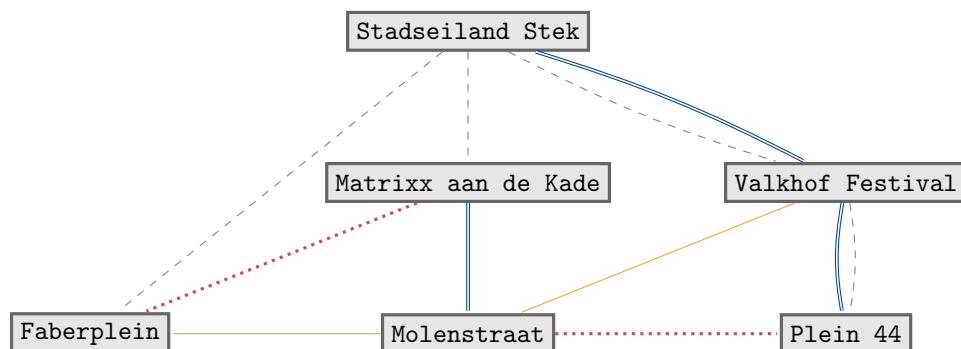 Stadseiland Stek
Matrixx aan de Kade
Valkhof Festival
Faberplein
Molenstraat
Plein 44